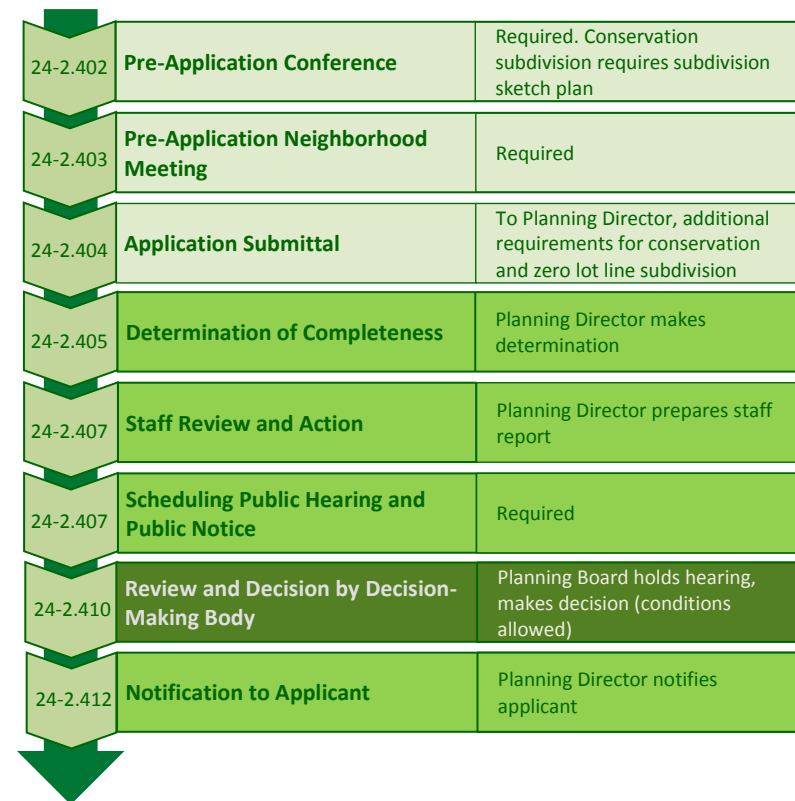 24-2.402
Pre-Application Conference
Required. Conservation
subdivision requires subdivision
sketch plan
24-2.403
Pre-Application Neighborhood
Meeting
Required
24-2.404
Application Submittal
To Planning Director, additional
requirements for conservation
and zero lot line subdivision
24-2.405
Determination of Completeness
Planning Director makes
determination
24-2.407
Staff Review and Action
Planning Director prepares staff
report
24-2.407
Scheduling Public Hearing and
Public Notice
Required
24-2.410
Review and Decision by Decision-
Making Body
Planning Board holds hearing,
makes decision (conditions
allowed)
24-2.412
Notification to Applicant
Planning Director notifies
applicant